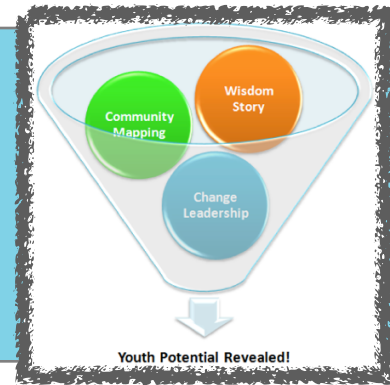 Wisdom
Story
Community
Mapping
Change
Leadership
Youth Potential Revealed!